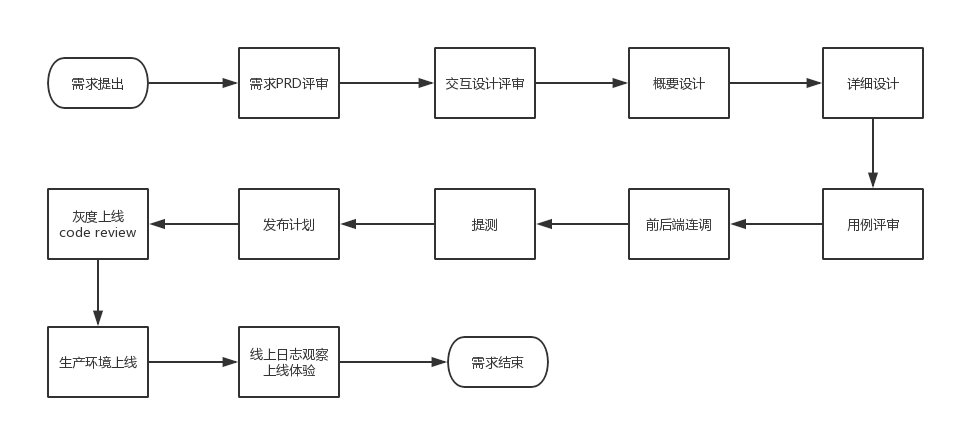 需求提出
需求PRD评审
交互设计评审
概要设计
详细设计
用例评审
前后端连调
提测
发布计划
灰度上线
code review
生产环境上线
线上日志观察
上线体验
需求结束